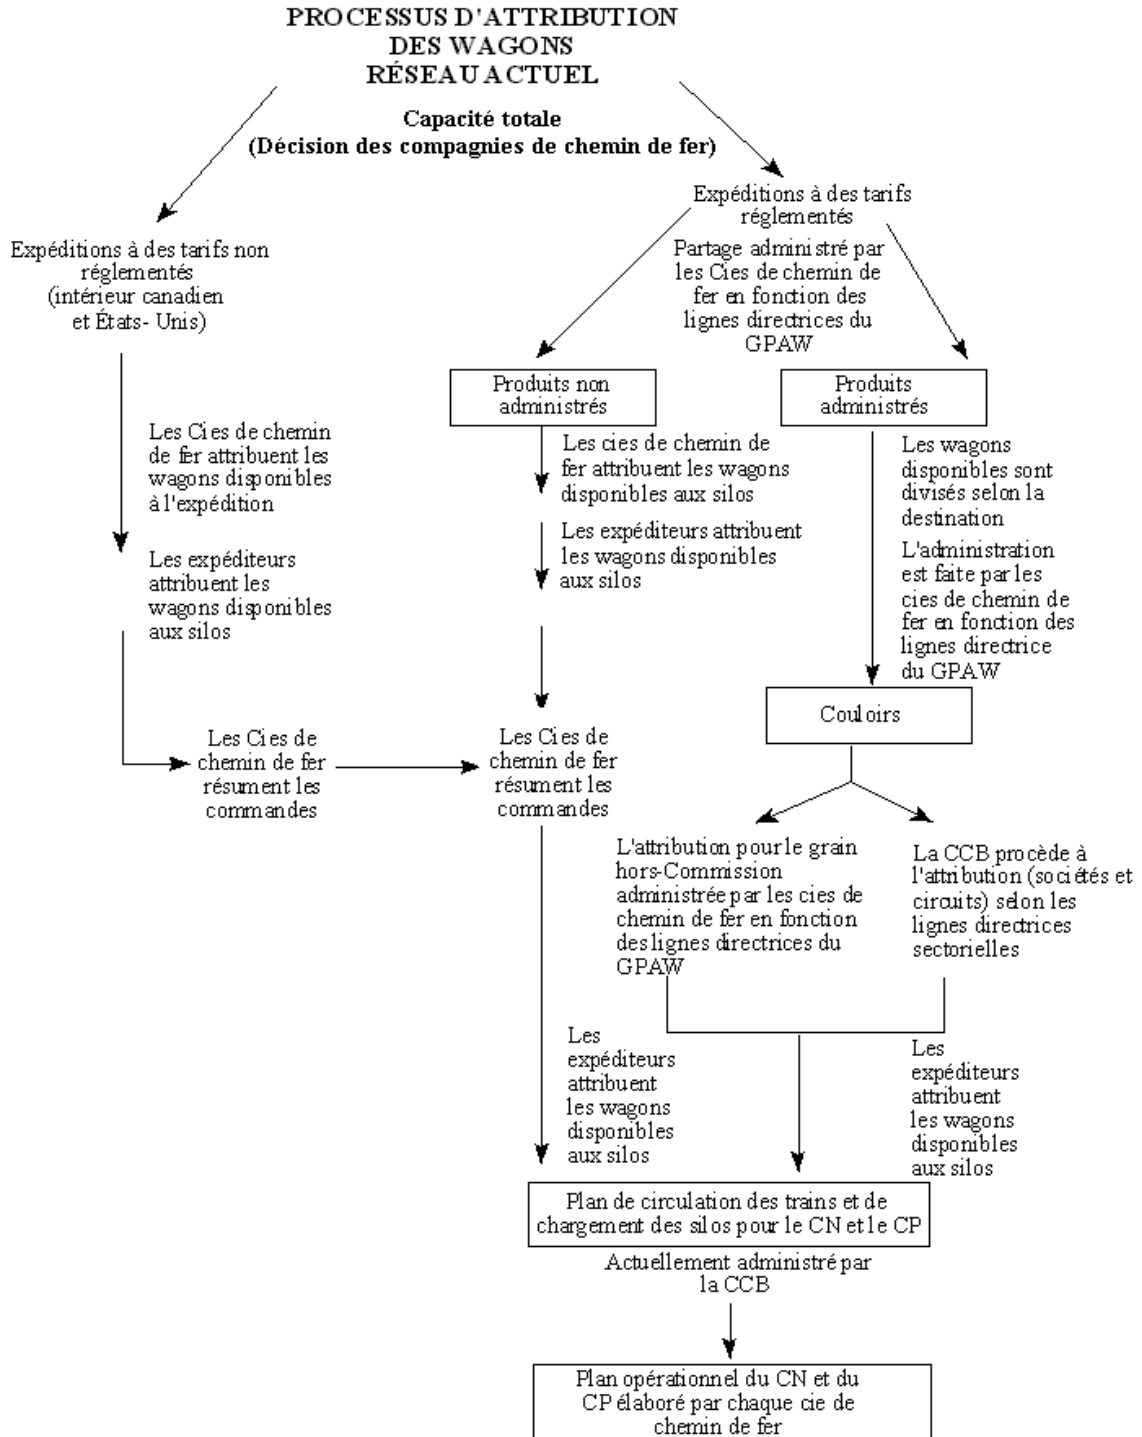 PROCESSUS D'ATTRIBUTION
DES WAGONS
RÉSEAU ACTUEL
Capacité totale
(Décision des compagnies de chemin de fer)
Expéditions à des tarifs non
réglementés
(intérieur canadien
et États- Unis)
Expéditions à des tarifs
réglementés
Partage administré par
les Cies de chemin de
fer en fonction des
lignes directrices du
GPAW
Produits non
administrés
Produits
administrés
Les Cies de chemin
de fer attribuent les
wagons disponibles
à l'expédition
Les expéditeurs
attribuent les
wagons disponibles
aux silos
Les cies de chemin de
fer attribuent les wagons
disponibles aux silos
Les expéditeurs attribuent
les wagons disponibles
aux silos
Les wagons
disponibles sont
divisés selon la
destination
L'administration
est faite par les
cies de chemin de
fer en fonction des
lignes directrice
du GPAW
Couloirs
Les Cies de
chemin de fer
résument les
commandes
Les Cies de
chemin de fer
résument les
commandes
L'attribution pour le grain
hors-Commission
administrée par les cies de
chemin de fer en fonction
des lignes directrices du
GPAW
La CCB procède à
l'attribution (sociétés et
circuits) selon les
lignes directrices
sectorielles
Les
expéditeurs
attribuent
les wagons
disponibles
aux silos
Les
expéditeurs
attribuent
les wagons
disponibles
aux silos
Plan de circulation des trains et de
chargement des silos pour le CN et le CP
Actuellement administré par
la CCB
Plan opérationnel du CN et du
CP élaboré par chaque cie de
chemin de fer